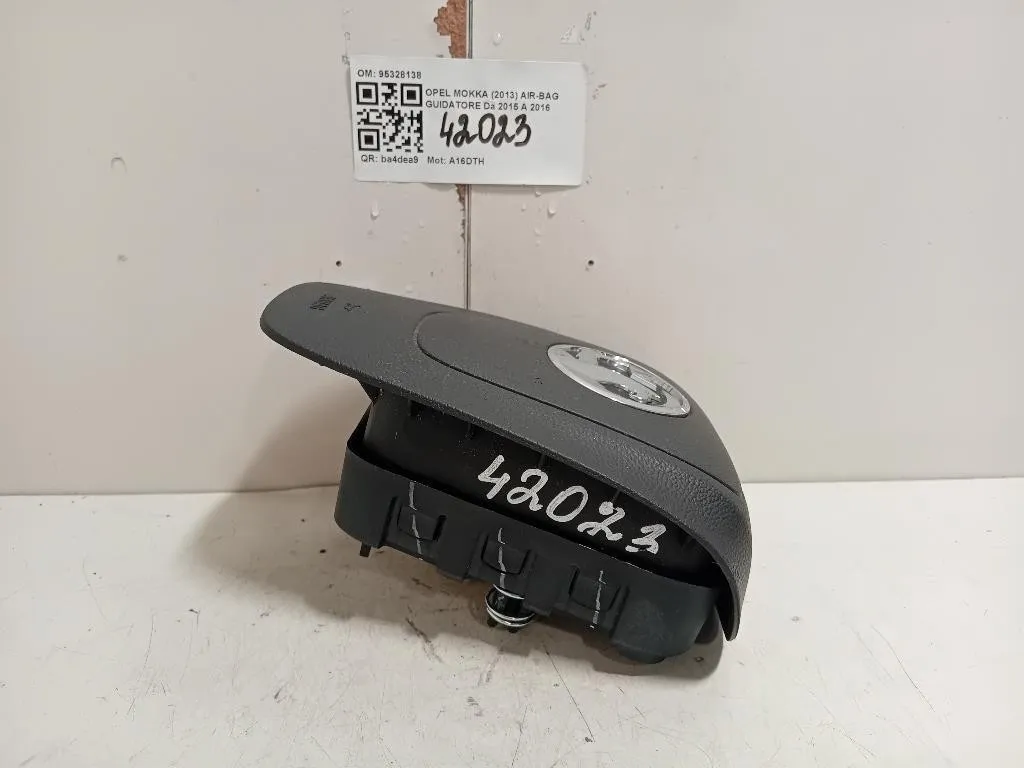 OM: 95328138
OPEL MOKKA (2013) AIR-BAG
GUIDATORE Da 2015 A 2016
42023
QR: ba4dea9 Mot: A16DTH
42023